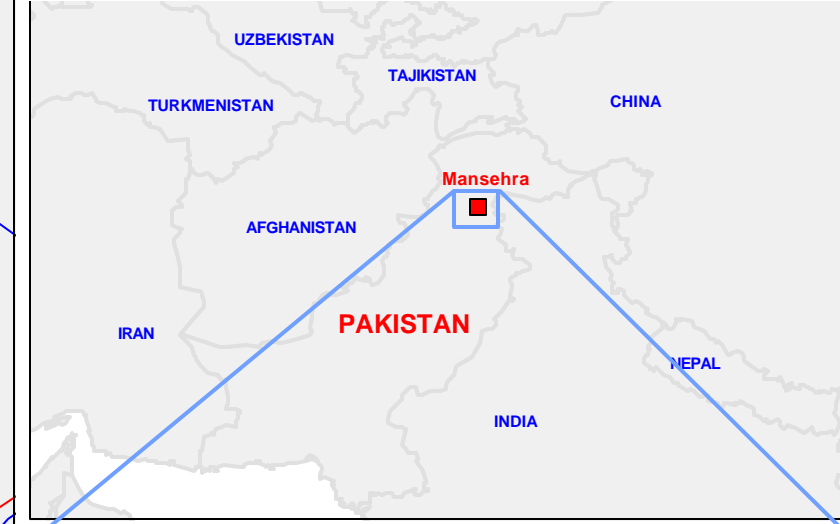 UZBEKISTAN
TAJIKISTAN
CHINA
TURKMENISTAN
Mansehra
AFGHANISTAN
PAKISTAN
IRAN
NEPAL
INDIA